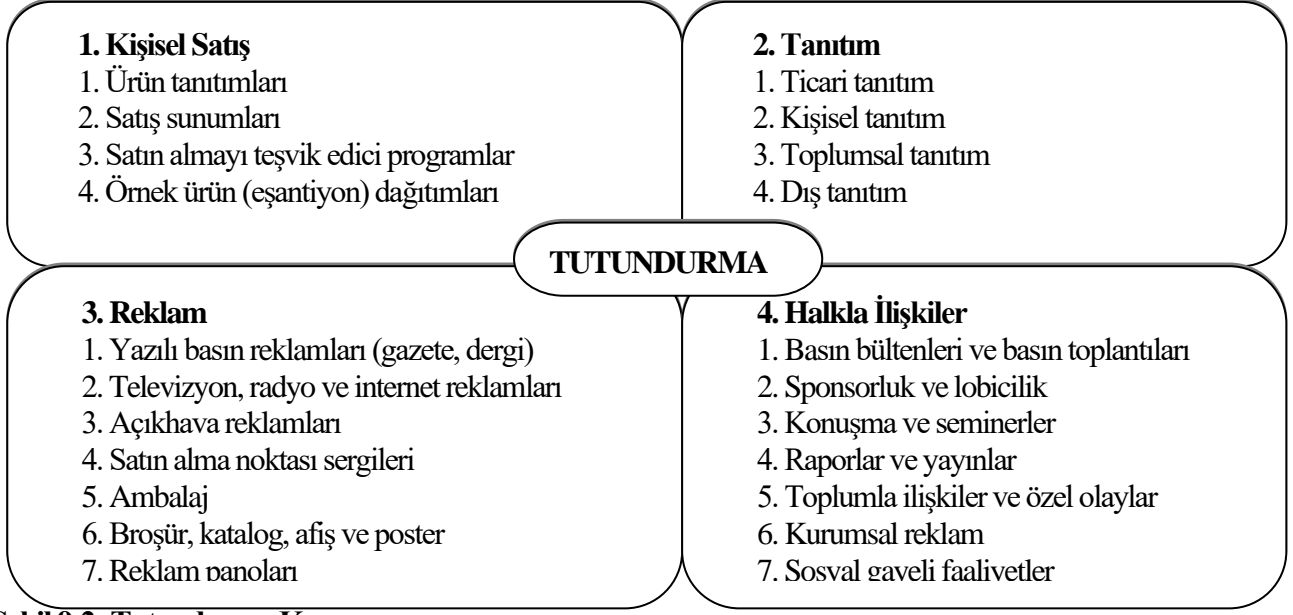 1. Kişisel Satış
1. Ürün tanıtımları
2. Satış sunumları
3. Satın almayı teşvik edici programlar
4. Örnek ürün (eşantiyon) dağıtımları
2. Tanıtım
1. Ticari tanıtım
2. Kişisel tanıtım
3. Toplumsal tanıtım
4. Dış tanıtım
TUTUNDURMA
3. Reklam
1. Yazılı basın reklamları (gazete, dergi)
2. Televizyon, radyo ve internet reklamları
3. Açıkhava reklamları
4. Satın alma noktası sergileri
5. Ambalaj
6. Broşür, katalog, afiş ve poster
7. Reklam panoları
4. Halkla İlişkiler
1. Basın bültenleri ve basın toplantıları
2. Sponsorluk ve lobicilik
3. Konuşma ve seminerler
4. Raporlar ve yayınlar
5. Toplumla ilişkiler ve özel olaylar
6. Kurumsal reklam
7. Sosyal gayeli faaliyetler